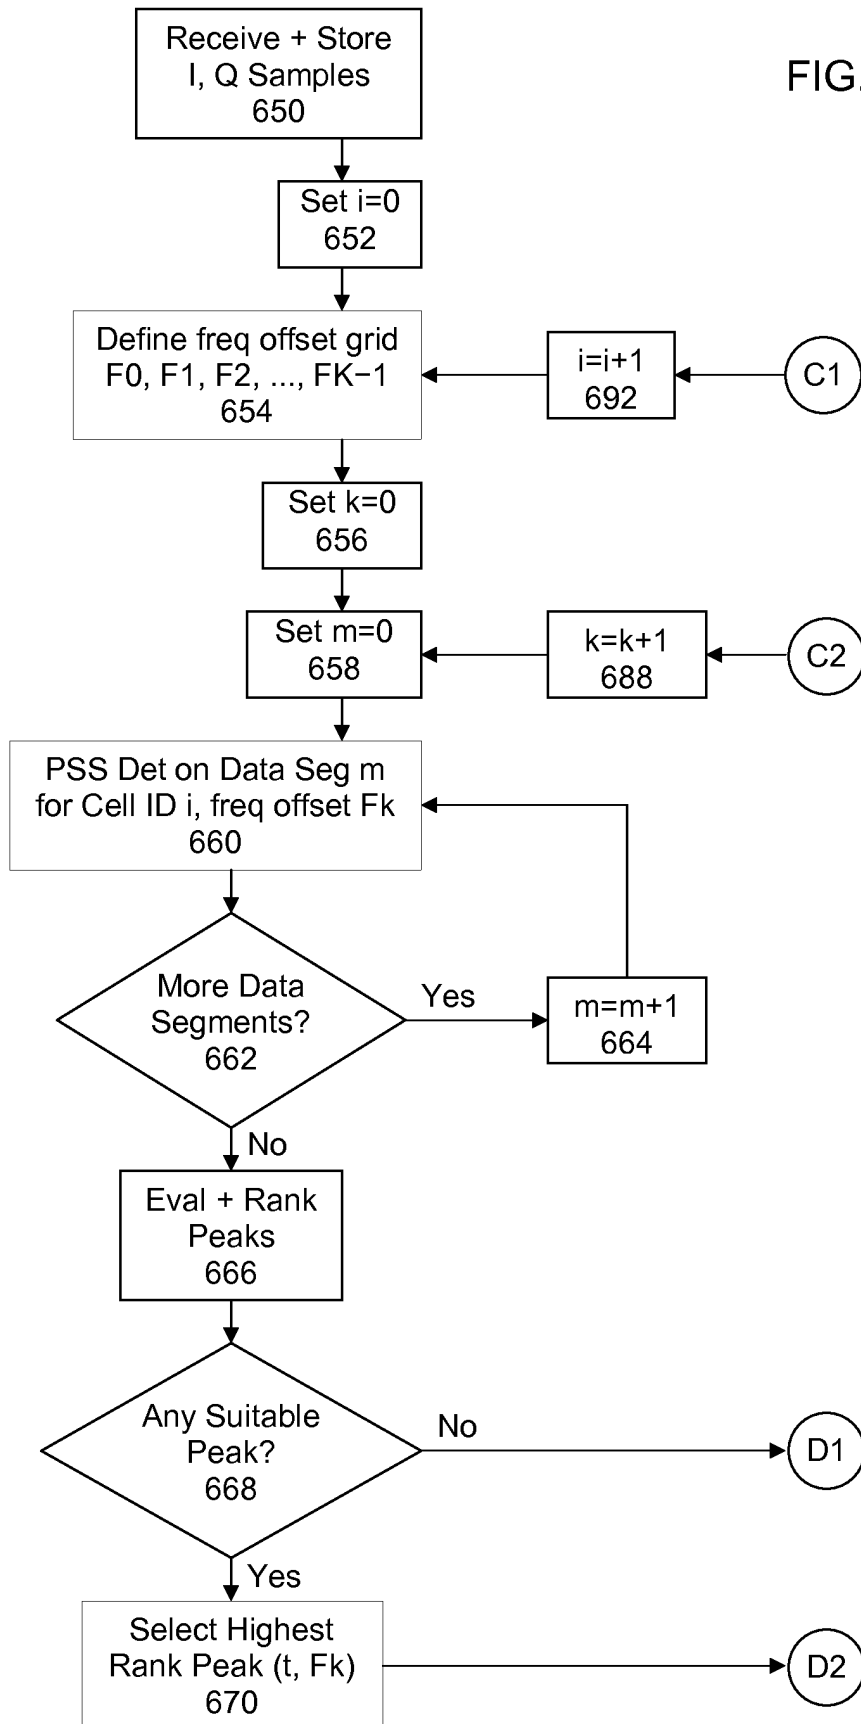 Receive + Store
I, Q Samples
650
FIG.
Set i=0
652
Define freq offset grid
F0, F1, F2, ..., FK−1
654
i=i+1
692
C1
Set k=0
656
Set m=0
658
k=k+1
688
C2
PSS Det on Data Seg m
for Cell ID i, freq offset Fk
660
More Data
Segments?
662
Yes
m=m+1
664
No
Eval + Rank
Peaks
666
Any Suitable
Peak?
668
No
D1
Yes
Select Highest
Rank Peak (t, Fk)
670
D2